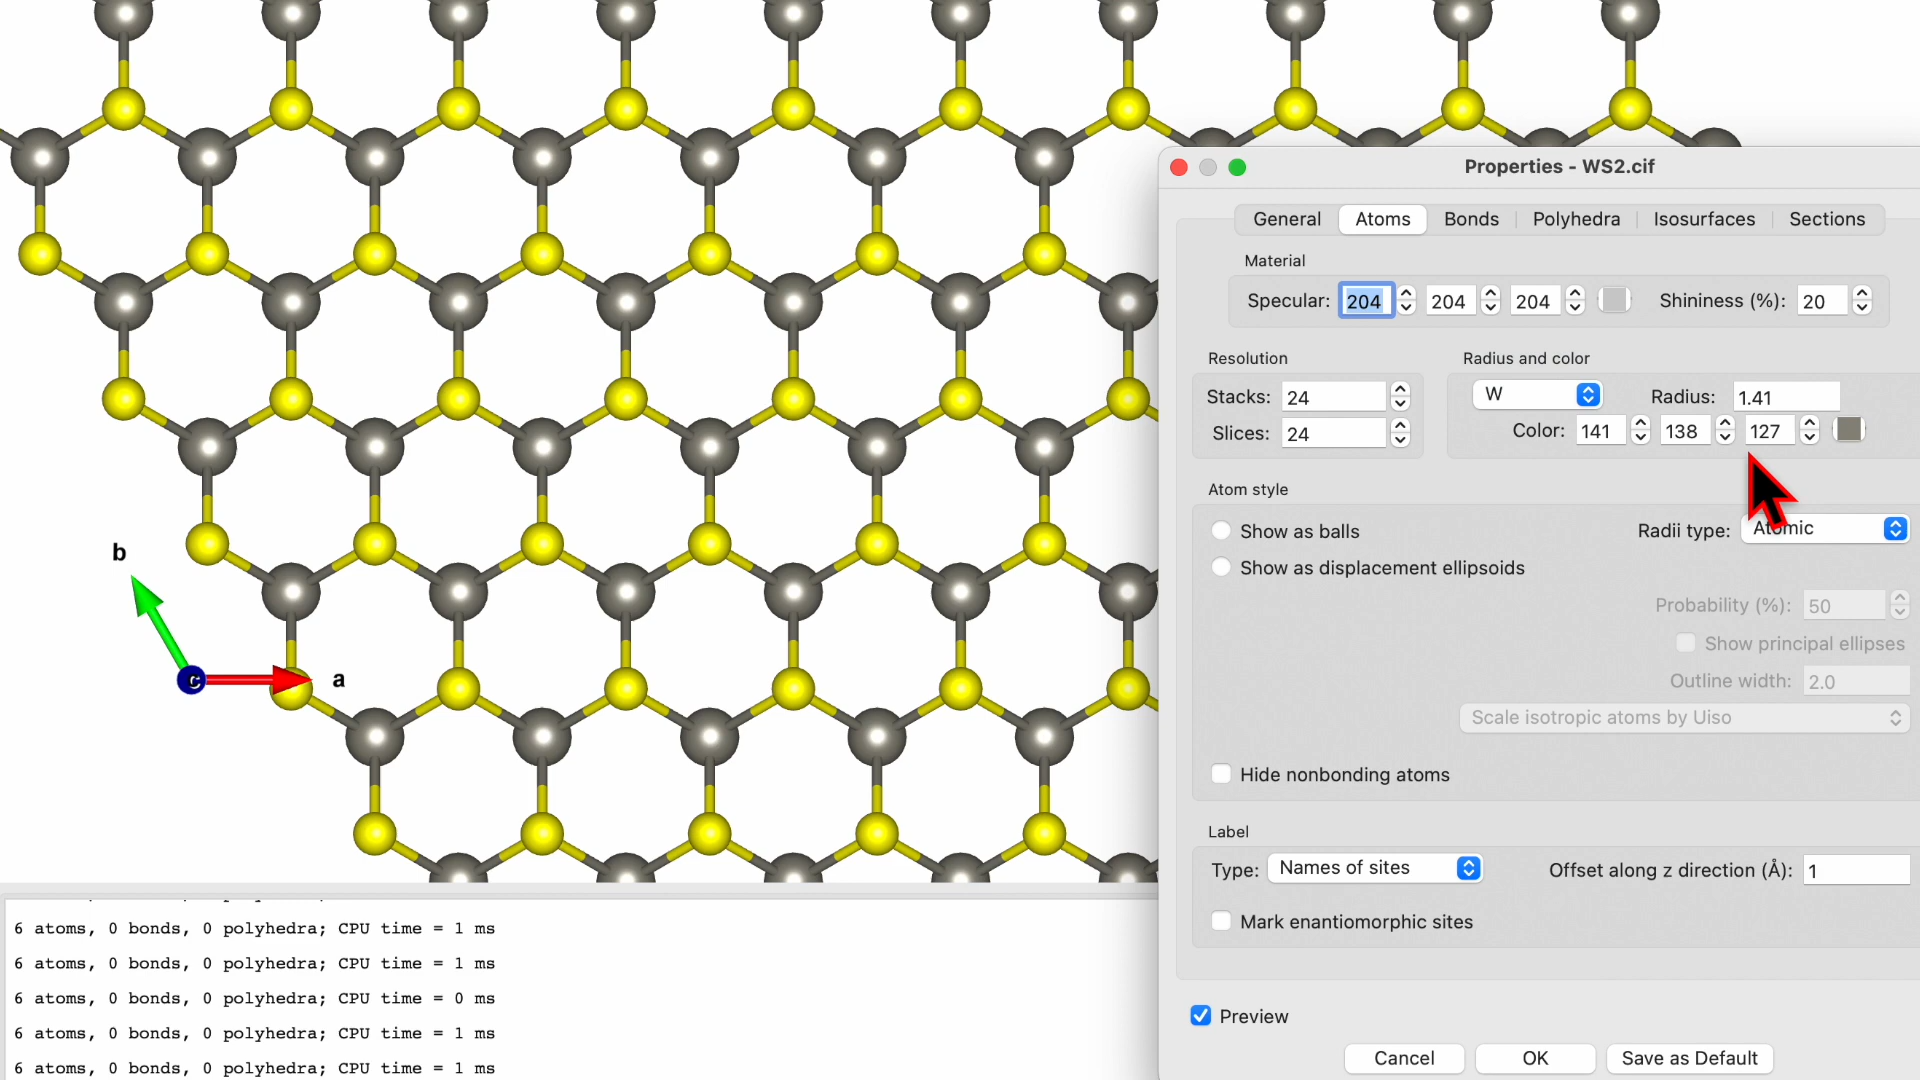 Properties - WS2.cif
General Atoms Bonds Polyhedra Isosurfaces Sections
Material
Specular: 204 204 204 Shininess (%): 20
Resolution
Radius and color
Stacks: 24
W Radius: 1.41
Slices: 24
Color: 141 138 127
Atom style
Show as balls
Radii type: Atomic
Show as displacement ellipsoids
Probability (%): 50
Show principal ellipses
Outline width: 2.0
Scale isotropic atoms by Uiso
Hide nonbonding atoms
Label
Type: Names of sites Offset along z direction (Å): 1
Mark enantiomorphic sites
Preview
Cancel OK Save as Default
b
c a
6 atoms, 0 bonds, 0 polyhedra; CPU time = 1 ms
6 atoms, 0 bonds, 0 polyhedra; CPU time = 1 ms
6 atoms, 0 bonds, 0 polyhedra; CPU time = 0 ms
6 atoms, 0 bonds, 0 polyhedra; CPU time = 1 ms
6 atoms, 0 bonds, 0 polyhedra; CPU time = 1 ms